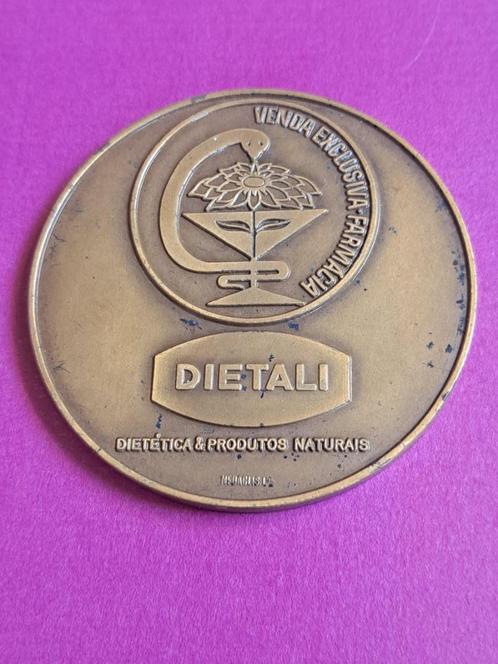 VENDA EXCLUSIVA·FARMÁCIA
DIETALI
DIETÉTICA & PRODUTOS NATURAIS